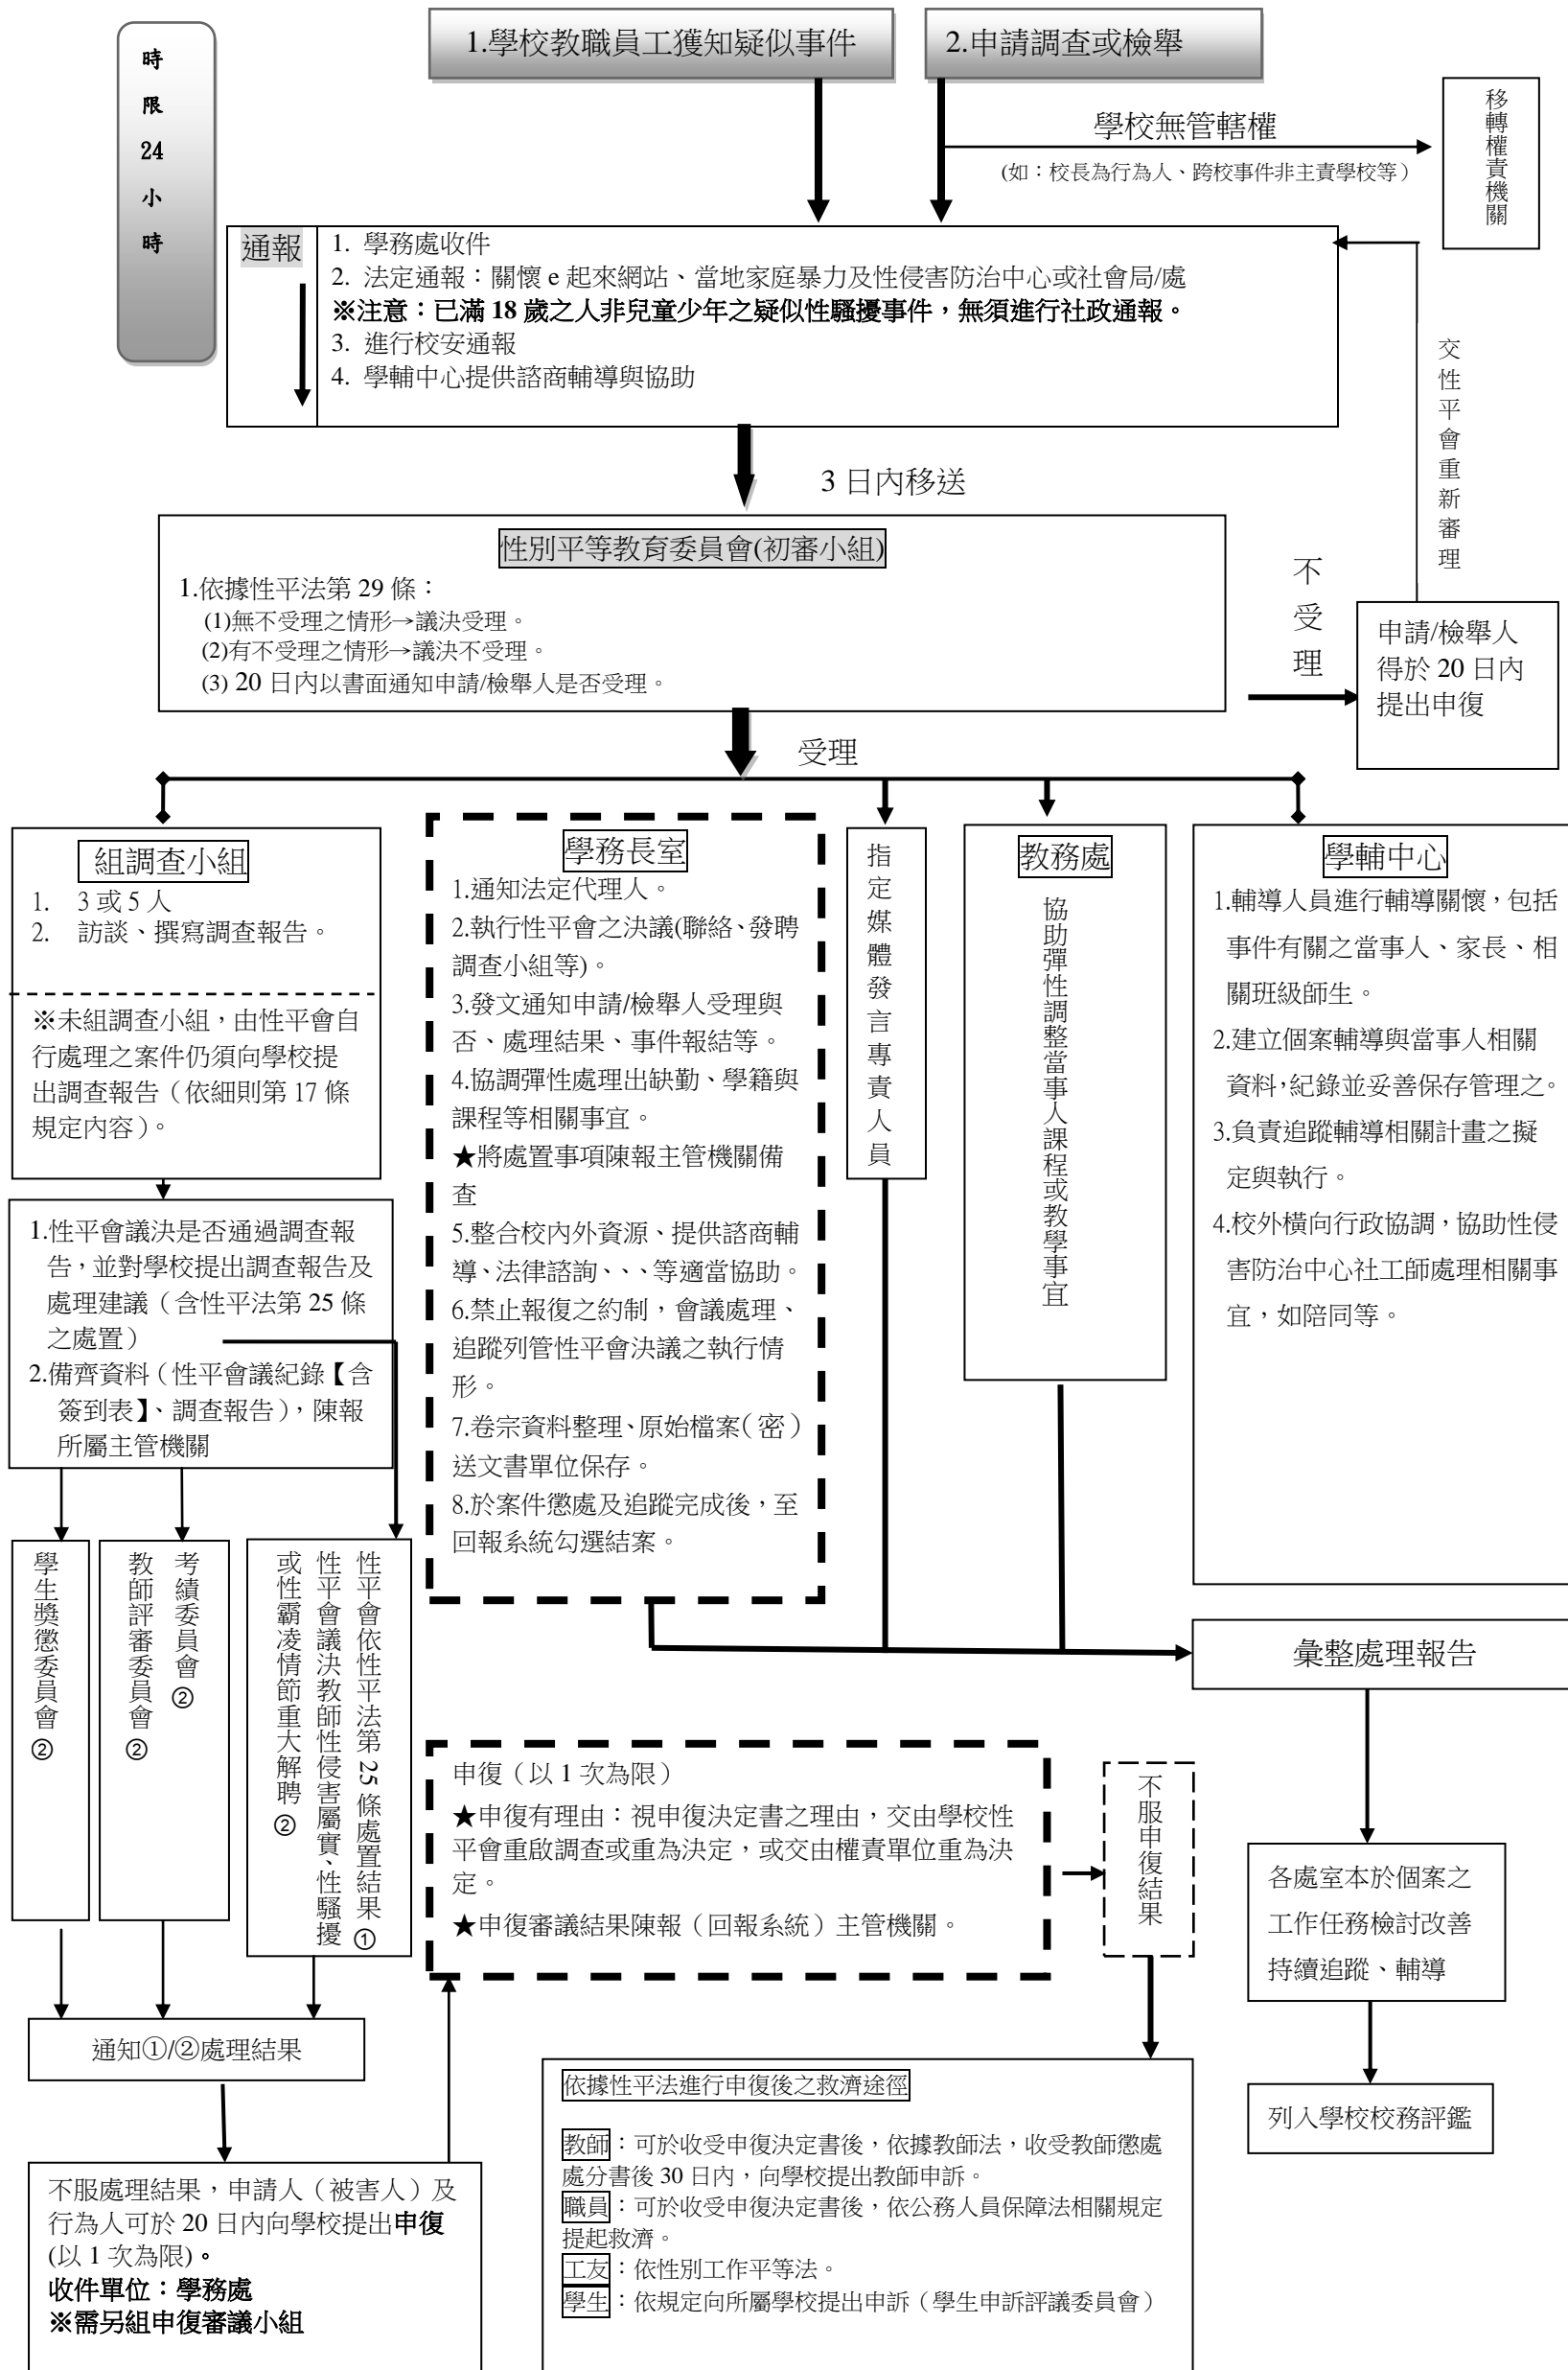 時
限
24
小
時
1.學校教職員工獲知疑似事件
2.申請調查或檢舉
學校無管轄權
(如：校長為行為人、跨校事件非主責學校等）
移轉權責機關
通報
1. 學務處收件
2. 法定通報：關懷 e 起來網站、當地家庭暴力及性侵害防治中心或社會局/處
※注意：已滿 18 歲之人非兒童少年之疑似性騷擾事件，無須進行社政通報。
3. 進行校安通報
4. 學輔中心提供諮商輔導與協助
交性平會重新審理
3 日內移送
性別平等教育委員會(初審小組)
1.依據性平法第 29 條：
(1)無不受理之情形→議決受理。
(2)有不受理之情形→議決不受理。
(3) 20 日內以書面通知申請/檢舉人是否受理。
不受理
申請/檢舉人
得於 20 日內
提出申復
受理
組調查小組
1. 3 或 5 人
2. 訪談、撰寫調查報告。
※未組調查小組，由性平會自
行處理之案件仍須向學校提
出調查報告（依細則第 17 條
規定內容）。
學務長室
1.通知法定代理人。
2.執行性平會之決議(聯絡、發聘
調查小組等)。
3.發文通知申請/檢舉人受理與
否、處理結果、事件報結等。
4.協調彈性處理出缺勤、學籍與
課程等相關事宜。
★將處置事項陳報主管機關備
查
5.整合校內外資源、提供諮商輔
導、法律諮詢、、、等適當協助。
6.禁止報復之約制，會議處理、
追蹤列管性平會決議之執行情
形。
7.卷宗資料整理、原始檔案（密）
送文書單位保存。
8.於案件懲處及追蹤完成後，至
回報系統勾選結案。
指定媒體發言專責人員
教務處
協助彈性調整當事人課程或教學事宜
學輔中心
1.輔導人員進行輔導關懷，包括
事件有關之當事人、家長、相
關班級師生。
2.建立個案輔導與當事人相關
資料，紀錄並妥善保存管理之。
3.負責追蹤輔導相關計畫之擬
定與執行。
4.校外橫向行政協調，協助性侵
害防治中心社工師處理相關事
宜，如陪同等。
1.性平會議決是否通過調查報
告，並對學校提出調查報告及
處理建議（含性平法第 25 條
之處置）
2.備齊資料（性平會議紀錄【含
簽到表】、調查報告），陳報
所屬主管機關
學生獎懲委員會②
考績委員會②
教師評審委員會②
性平會依性平法第 25 條處置結果①
性平會議決教師性侵害屬實、性騷擾
或性霸凌情節重大解聘②
彙整處理報告
申復（以 1 次為限）
★申復有理由：視申復決定書之理由，交由學校性
平會重啟調查或重為決定，或交由權責單位重為決
定。
★申復審議結果陳報（回報系統）主管機關。
不服申復結果
各處室本於個案之
工作任務檢討改善
持續追蹤、輔導
通知①/②處理結果
列入學校校務評鑑
不服處理結果，申請人（被害人）及
行為人可於 20 日內向學校提出申復
(以 1 次為限)。
收件單位：學務處
※需另組申復審議小組
依據性平法進行申復後之救濟途徑
教師：可於收受申復決定書後，依據教師法，收受教師懲處
處分書後 30 日內，向學校提出教師申訴。
職員：可於收受申復決定書後，依公務人員保障法相關規定
提起救濟。
工友：依性別工作平等法。
學生：依規定向所屬學校提出申訴（學生申訴評議委員會）